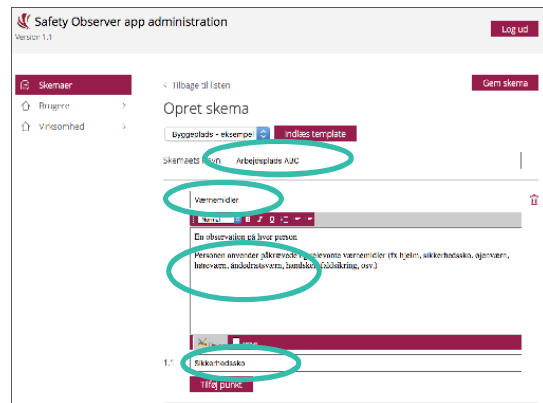 Safety Observer app administration
Version 1.1
Log ud
Skemaer
Brugere
Virksomhed
< Tilbage til listen
Gem skema
Opret skema
Byggeplads - eksempel
Indlæs template
Skemaets navn
Arbejdsplads ABC
Værnemidler
Normal B I U
En observation på hver person
Personen anvender påkrævede og relevante værnemidler (fx hjelm, sikkerhedssko, øjenværn,
høreværn, åndedrætsværn, handsker, faldsikring, osv.)
1.1
Sikkerhedssko
Tilføj punkt